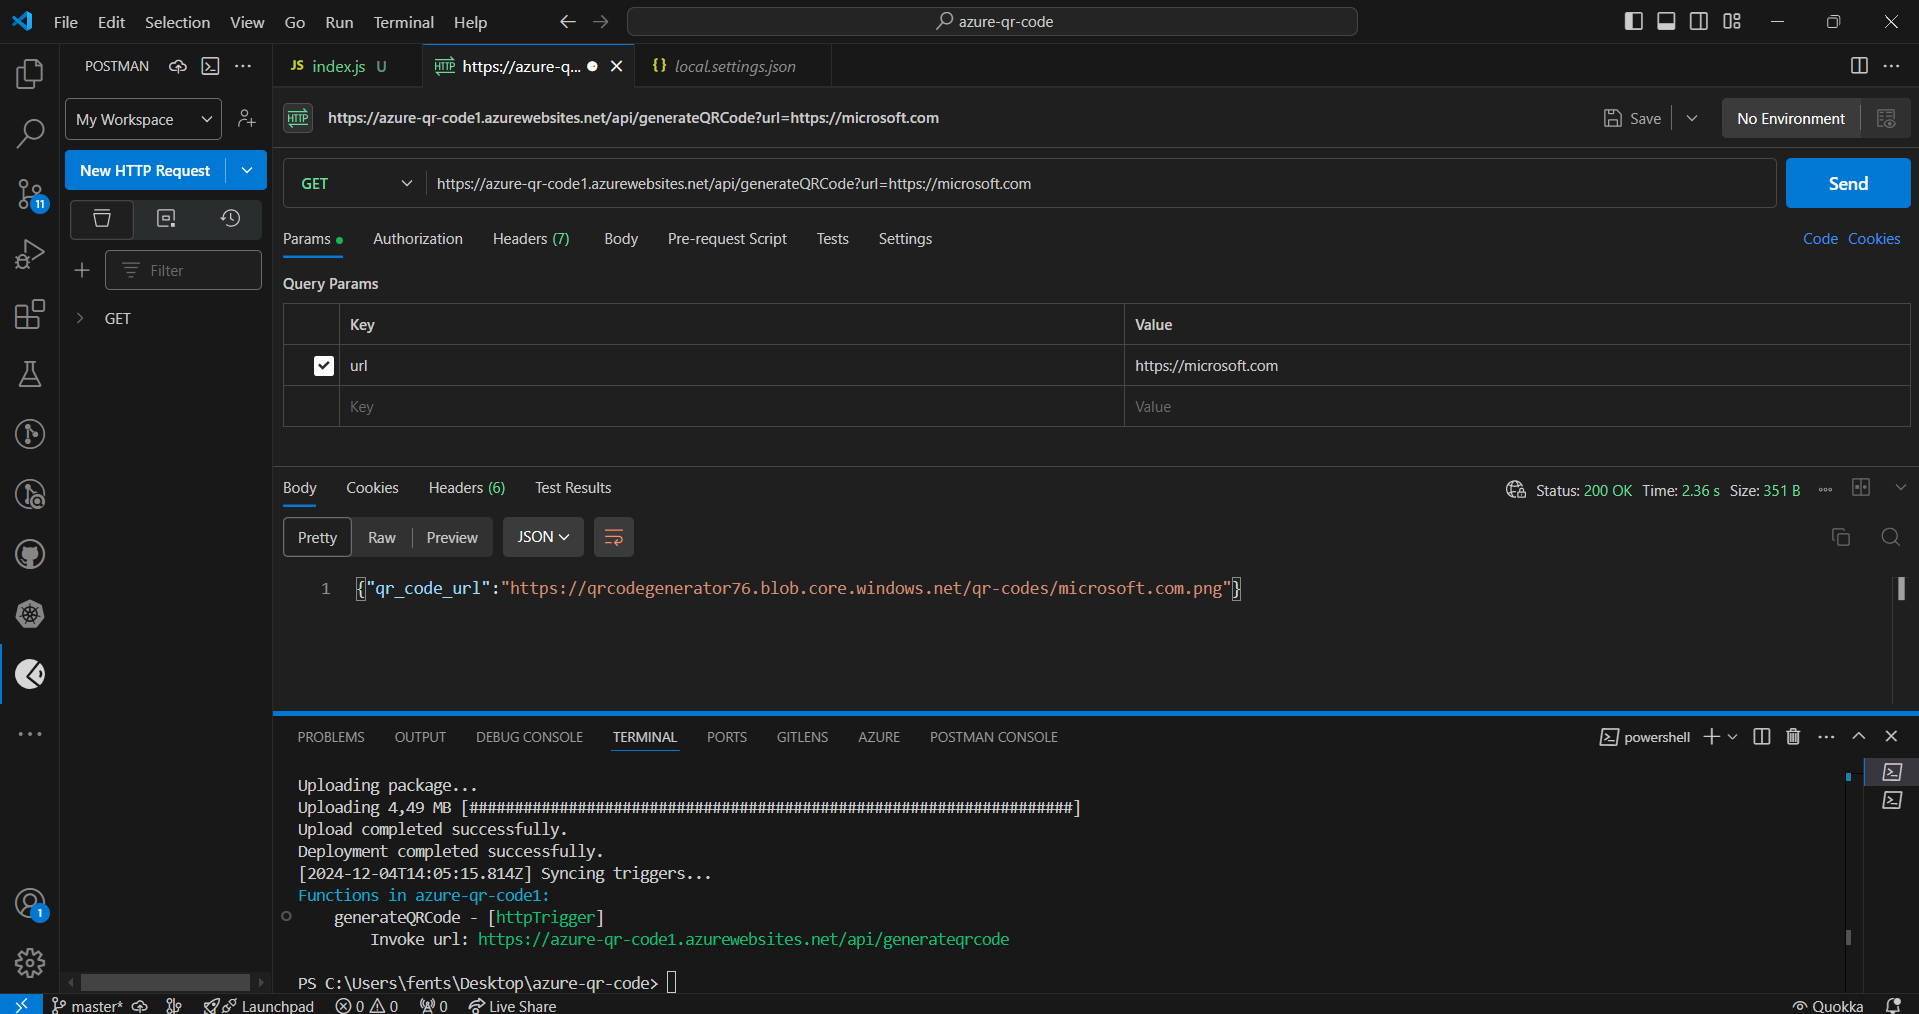 File Edit Selection View Go Run Terminal Help
azure-qr-code
POSTMAN
JS index.js U
HTTP https://azure-q...
{} local.settings.json
My Workspace
HTTP https://azure-qr-code1.azurewebsites.net/api/generateQRCode?url=https://microsoft.com
Save
No Environment
New HTTP Request
GET
https://azure-qr-code1.azurewebsites.net/api/generateQRCode?url=https://microsoft.com
Send
11
Params Authorization Headers (7) Body Pre-request Script Tests Settings
Code Cookies
Filter
Query Params
GET
Key Value
url https://microsoft.com
Key Value
Body Cookies Headers (6) Test Results
Status: 200 OK Time: 2.36 s Size: 351 B
Pretty Raw Preview JSON
1 {"qr_code_url":"https://qrcodegenerator76.blob.core.windows.net/qr-codes/microsoft.com.png"}
PROBLEMS OUTPUT DEBUG CONSOLE TERMINAL PORTS GITLENS AZURE POSTMAN CONSOLE
powershell
Uploading package...
Uploading 4,49 MB [###################################################################]
Upload completed successfully.
Deployment completed successfully.
[2024-12-04T14:05:15.814Z] Syncing triggers...
Functions in azure-qr-code1:
generateQRCode - [httpTrigger]
Invoke url: https://azure-qr-code1.azurewebsites.net/api/generateqrcode
1
PS C:\Users\fents\Desktop\azure-qr-code>
master* Launchpad 0 0 0 Live Share
Quokka